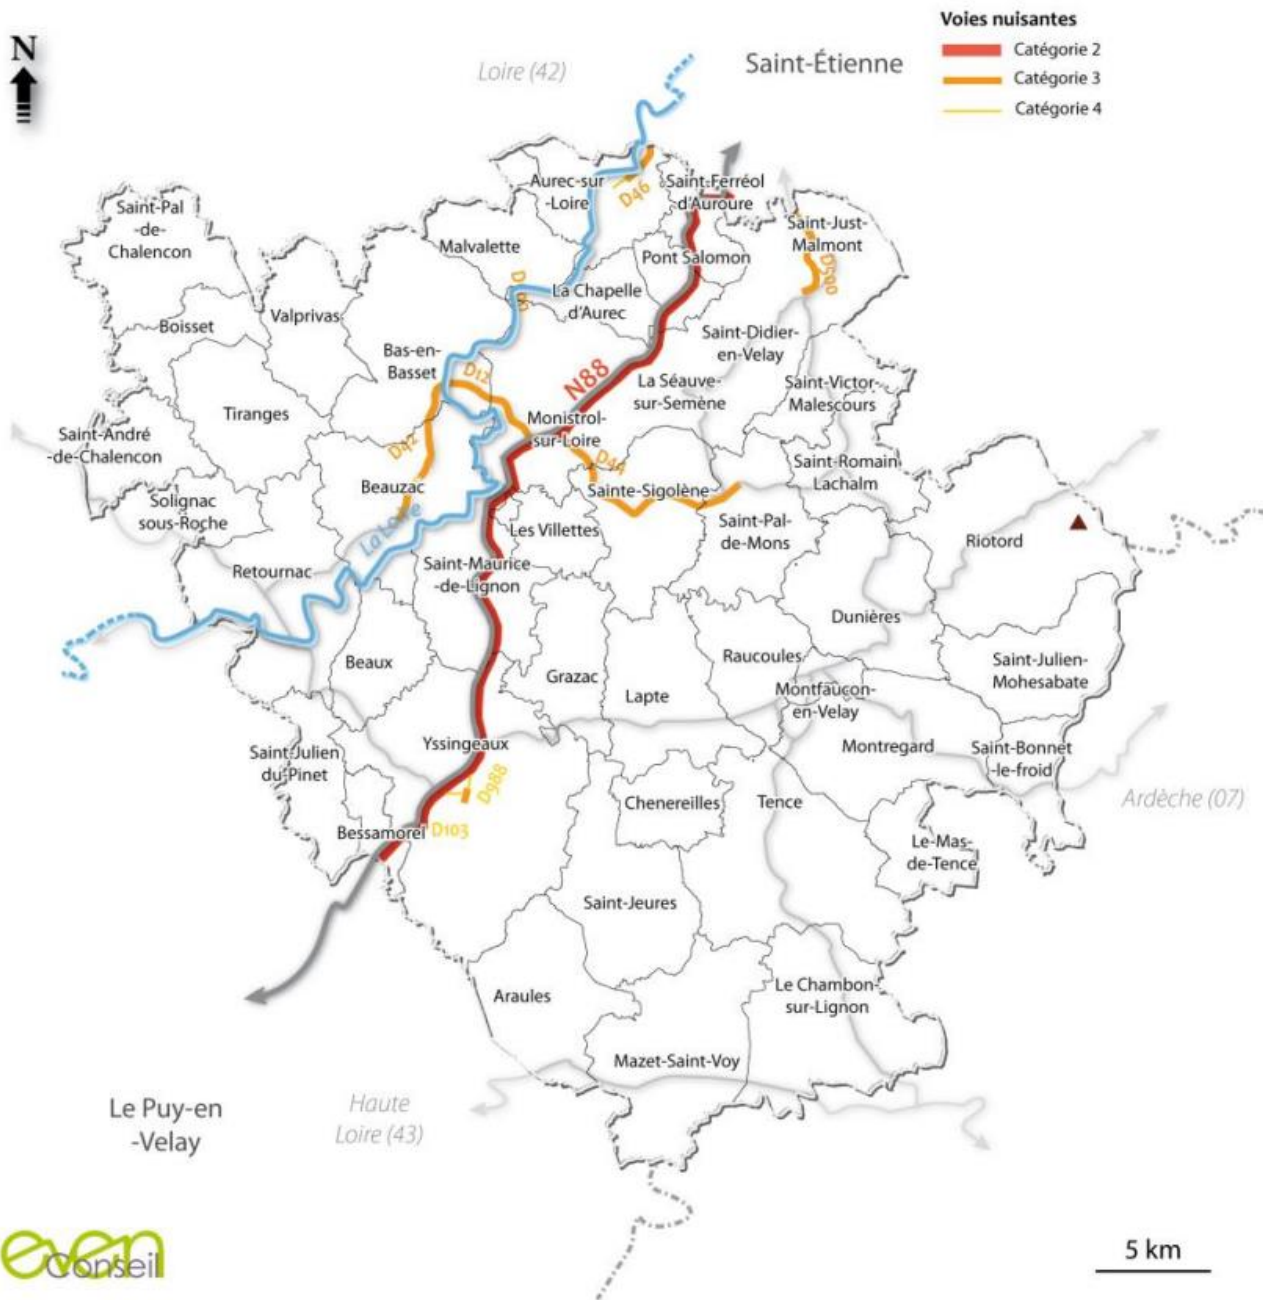 Voies nuisantes
Catégorie 2
Catégorie 3
Catégorie 4
N
Loire (42)
Saint-Étienne
Aurec-sur
-Loire
D46
Saint-Ferréol
d'Auroure
Saint-Pal
-de-
Chalencon
Malvalette
Pont Salomon
Saint-Just-
Malmont
D500
La Chapelle
d'Aurec
Boisset
Valprivas
Bas-en-
Basset
D12
N88
Saint-Didier-
en-Velay
La Séauve-
sur-Semène
Saint-Victor-
Malescours
Tiranges
Monistrol-
sur-Loire
Saint-André
-de-Chalencon
D42
D44
Saint-Romain
Lachalm
Solignac
sous-Roche
Beauzac
Sainte-Sigolène
La Loire
Les Villettes
Saint-Pal-
de-Mons
Riotord
Retournac
Saint-Maurice
-de-Lignon
Dunières
Beaux
Grazac
Lapte
Raucoules
Saint-Julien-
Mohesabate
Montfaucon-
en-Velay
Saint-Julien
du Pinet
Yssingeaux
Montregard
Saint-Bonnet
-le-froid
D988
Chenereilles
Tence
Ardèche (07)
Bessamorel
D103
Le-Mas-
de-Tence
Saint-Jeures
Araules
Le Chambon-
sur-Lignon
Mazet-Saint-Voy
Le Puy-en
-Velay
Haute
Loire (43)
even
Conseil
5 km